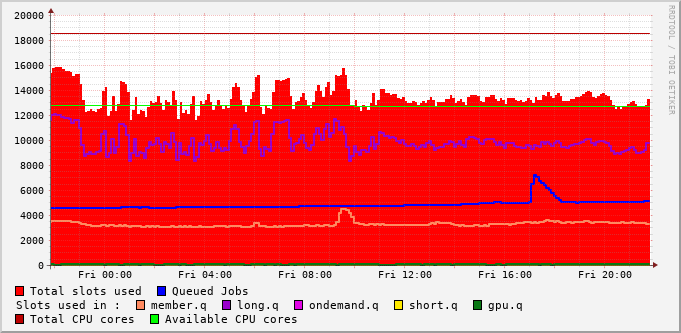 20000
18000
16000
14000
12000
10000
8000
6000
4000
2000
0
Fri 00:00 Fri 04:00 Fri 08:00 Fri 12:00 Fri 16:00 Fri 20:00
RRDTOOL / TOBI OETIKER
Total slots used Queued Jobs
Slots used in : member.q long.q ondemand.q short.q gpu.q
Total CPU cores Available CPU cores